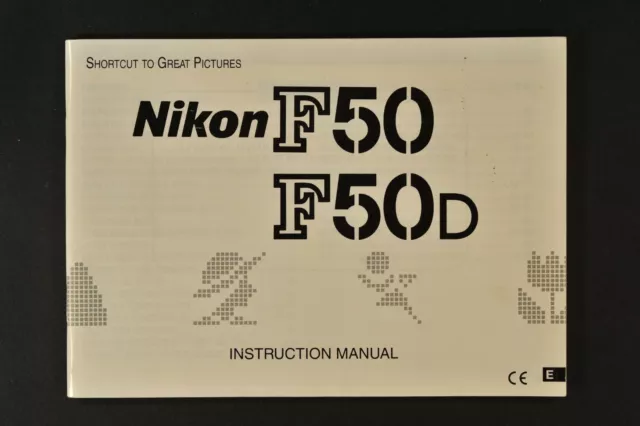 SHORTCUT TO GREAT PICTURES
Nikon F50
F50D
INSTRUCTION MANUAL
CE E